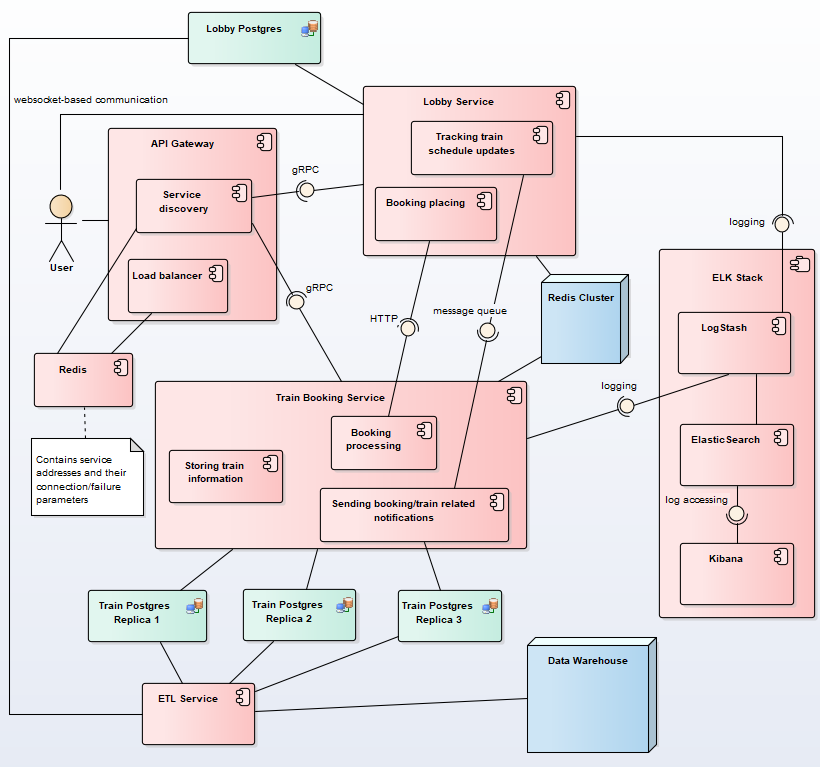 Lobby Postgres
websocket-based communication
Lobby Service
Tracking train
schedule updates
API Gateway
gRPC
Service
discovery
Booking placing
logging
User
Load balancer
gRPC
ELK Stack
Redis Cluster
HTTP
message queue
LogStash
Redis
Train Booking Service
logging
Booking
processing
ElasticSearch
Contains service
addresses and their
connection/failure
parameters
Storing train
information
Sending booking/train related
notifications
log accessing
Kibana
Train Postgres
Replica 1
Train Postgres
Replica 2
Train Postgres
Replica 3
Data Warehouse
ETL Service